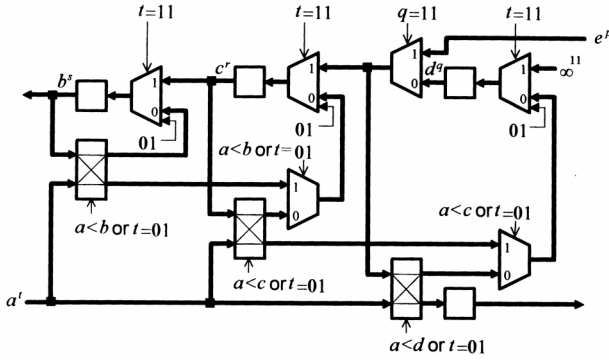 t=11
t=11
q=11
t=11
e^p
b^s
c^r
d^q
∞^11
1
0
01
1
0
01
1
0
1
0
01
a<b or t=01
1
0
a<b or t=01
a<c or t=01
1
0
a<c or t=01
a^t
a<d or t=01